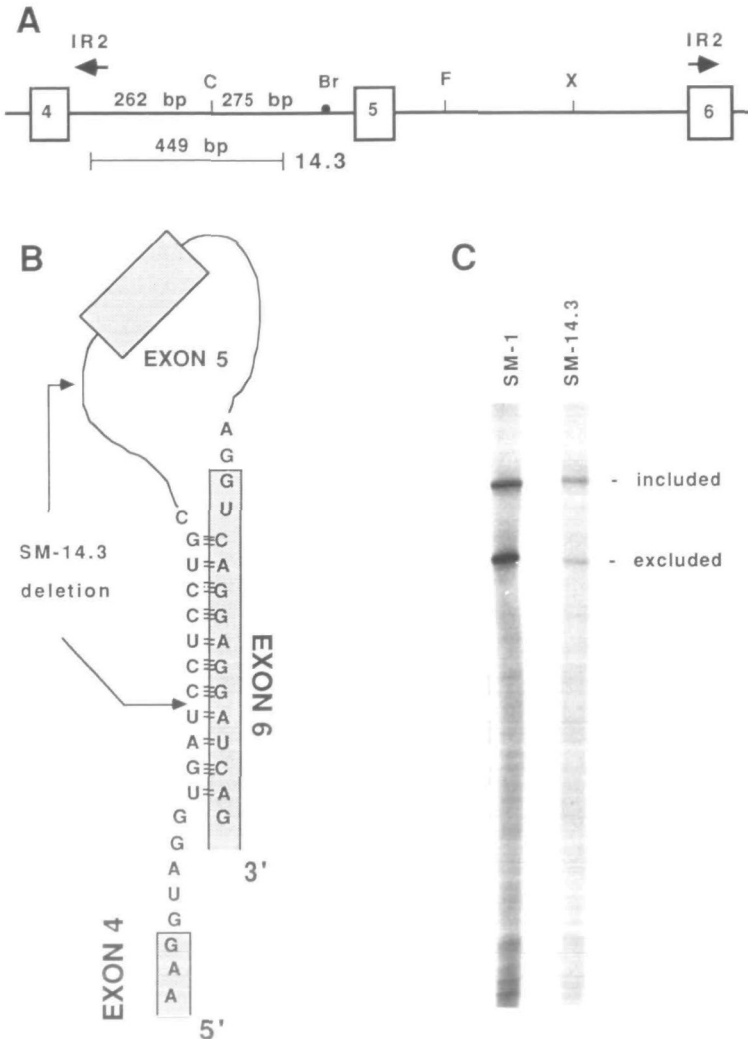 A
IR2
IR2
C
Br
F
X
262 bp
275 bp
4
5
6
449 bp
14.3
B
EXON 5
SM-14.3
deletion
A
G
G
U
C
G≡C
U=A
C≡G
C≡G
U=A
C≡G
C≡G
U=A
A=U
G≡C
U=A
G G
G
A
U
G
G
A
A
EXON 6
3'
EXON 4
5'
C
SM-1
SM-14.3
- included
- excluded